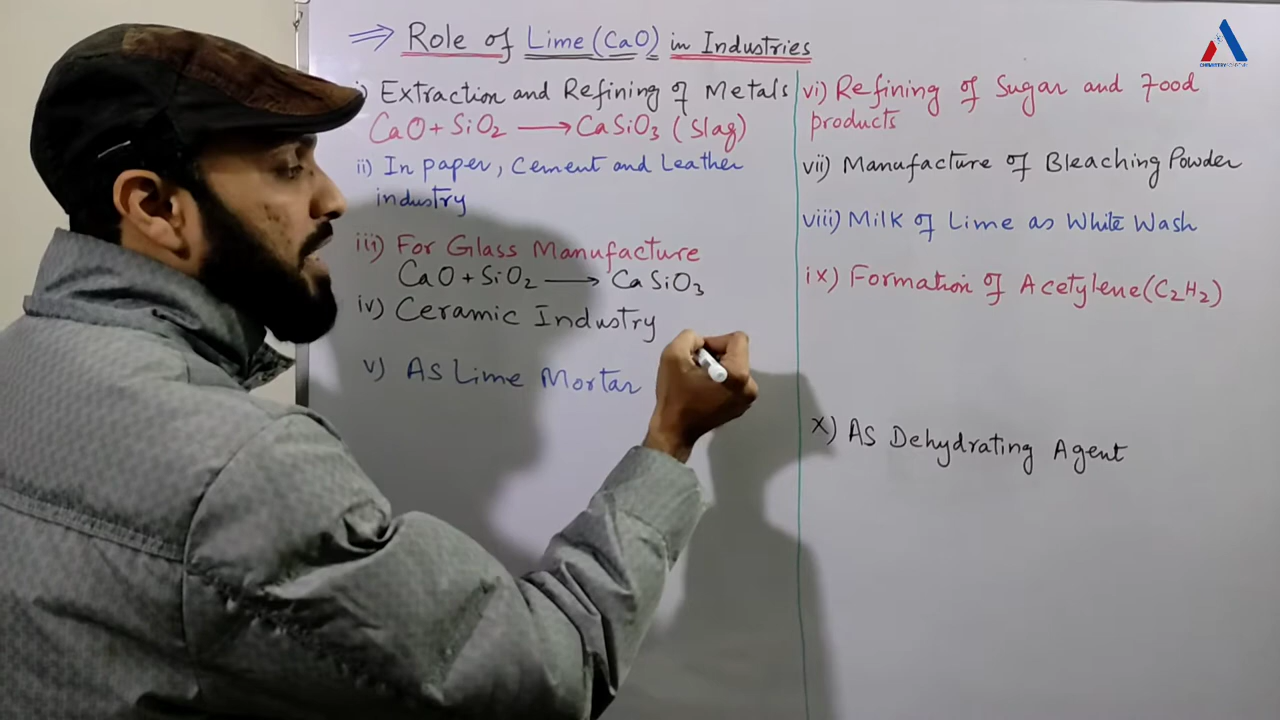 ⇒ Role of Lime (CaO) in Industries
i) Extraction and Refining of Metals
CaO + SiO₂ ⟶ CaSiO₃ (Slag)
ii) In paper, Cement and Leather
industry
iii) For Glass Manufacture
CaO + SiO₂ ⟶ CaSiO₃
iv) Ceramic Industry
v) As Lime Mortar
vi) Refining of Sugar and Food
products
vii) Manufacture of Bleaching Powder
viii) Milk of Lime as White Wash
ix) Formation of Acetylene (C₂H₂)
x) As Dehydrating Agent